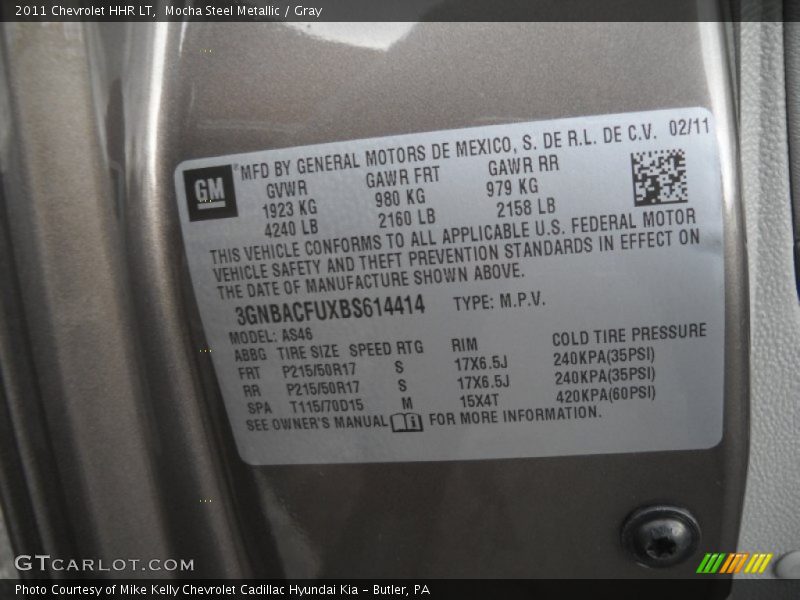 2011 Chevrolet HHR LT, Mocha Steel Metallic / Gray
GM
® MFD BY GENERAL MOTORS DE MEXICO, S. DE R.L. DE C.V. 02/11
GVWR GAWR FRT GAWR RR
1923 KG 980 KG 979 KG
4240 LB 2160 LB 2158 LB
THIS VEHICLE CONFORMS TO ALL APPLICABLE U.S. FEDERAL MOTOR
VEHICLE SAFETY AND THEFT PREVENTION STANDARDS IN EFFECT ON
THE DATE OF MANUFACTURE SHOWN ABOVE.
3GNBACFUXBS614414 TYPE: M.P.V.
MODEL: AS46
ABBG TIRE SIZE SPEED RTG RIM COLD TIRE PRESSURE
FRT P215/50R17 S 17X6.5J 240KPA(35PSI)
RR P215/50R17 S 17X6.5J 240KPA(35PSI)
SPA T115/70D15 M 15X4T 420KPA(60PSI)
SEE OWNER'S MANUAL i FOR MORE INFORMATION.
GTCARLOT.COM
Photo Courtesy of Mike Kelly Chevrolet Cadillac Hyundai Kia – Butler, PA